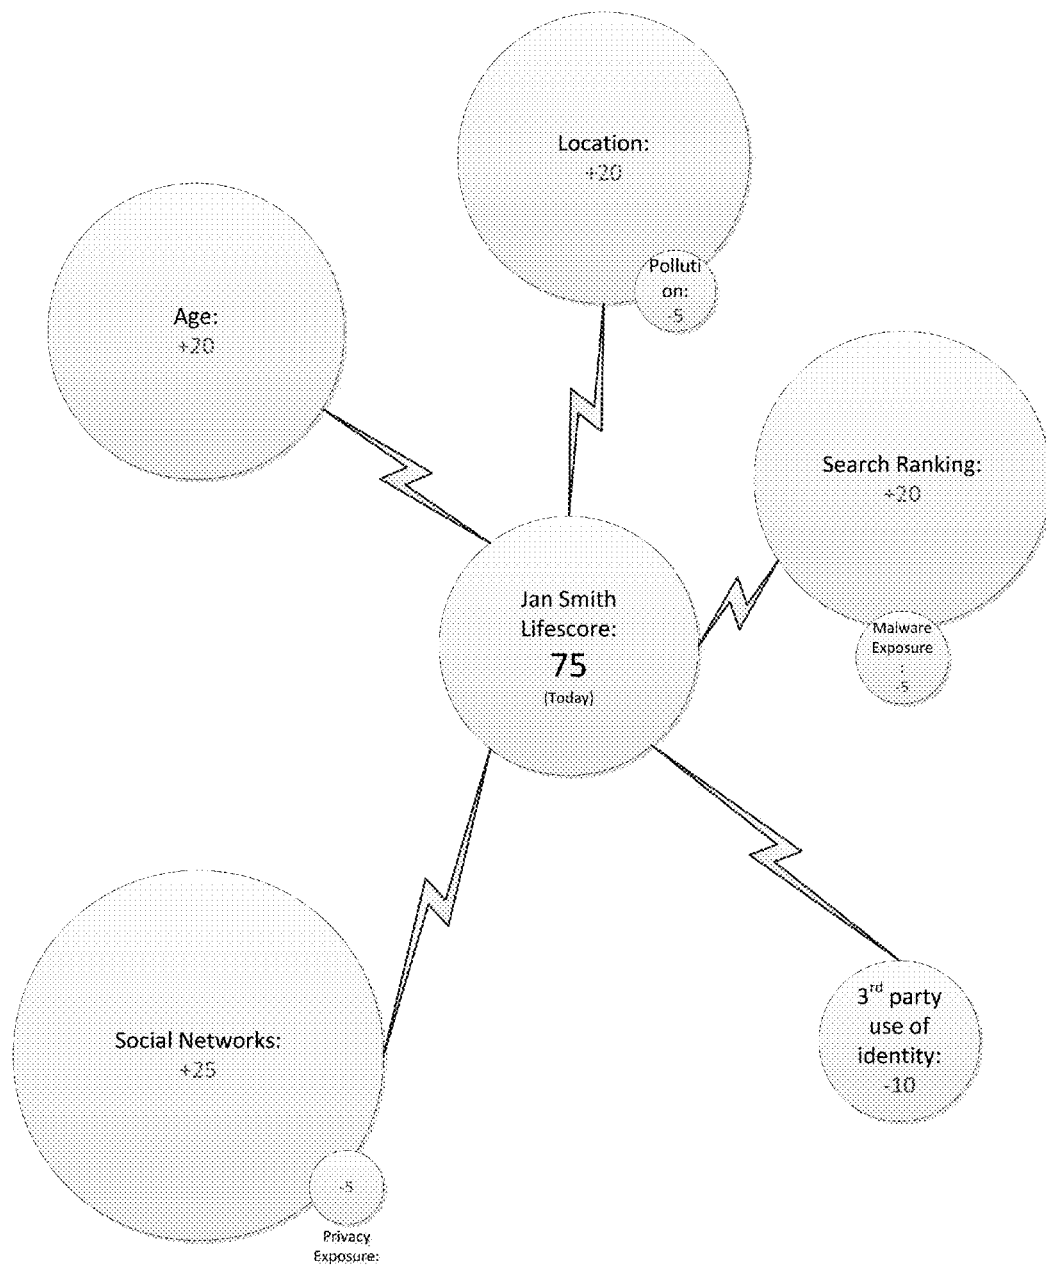 Location:
+20
Polluti
on:
-5
Age:
+20
Search Ranking:
+20
Malware
Exposure
:
-5
Jan Smith
Lifescore:
75
(Today)
3rd party
use of
identity:
-10
Social Networks:
+25
-5
Privacy
Exposure: